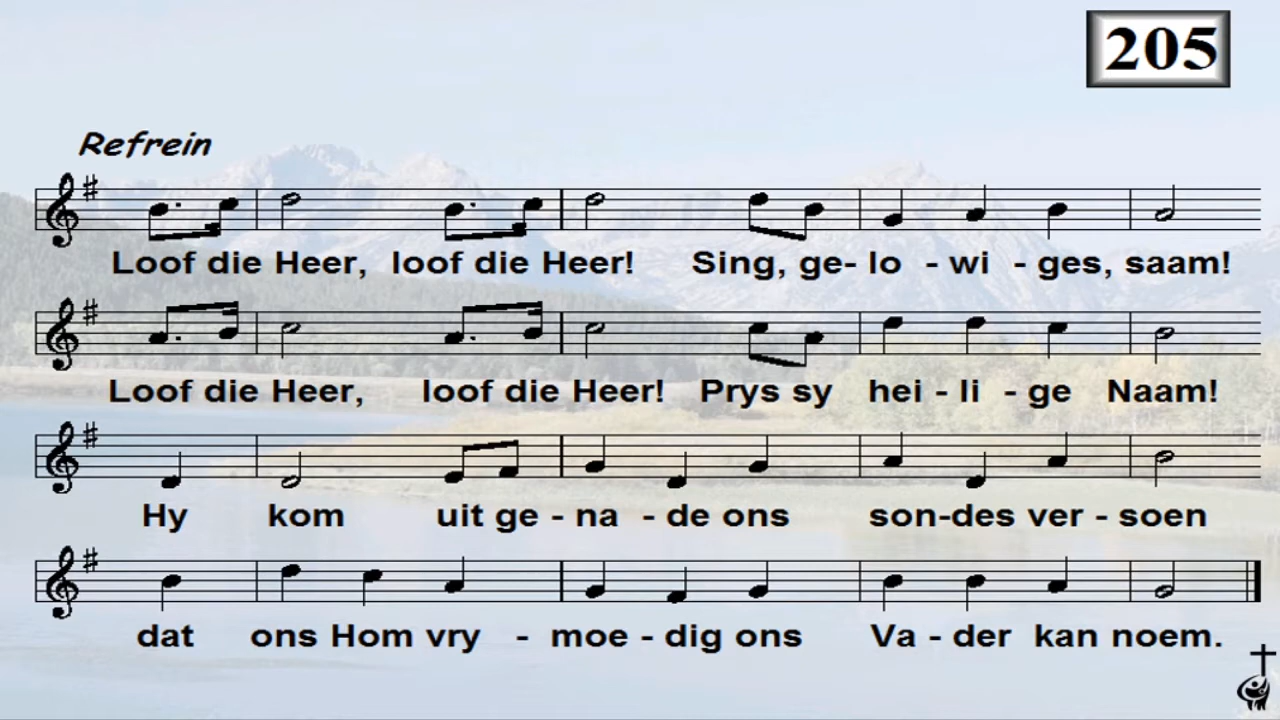 205
Refrein
Loof die Heer, loof die Heer! Sing, ge- lo - wi - ges, saam!
Loof die Heer, loof die Heer! Prys sy hei - li - ge Naam!
Hy kom uit ge - na - de ons son-des ver - soen
dat ons Hom vry - moe - dig ons Va - der kan noem.